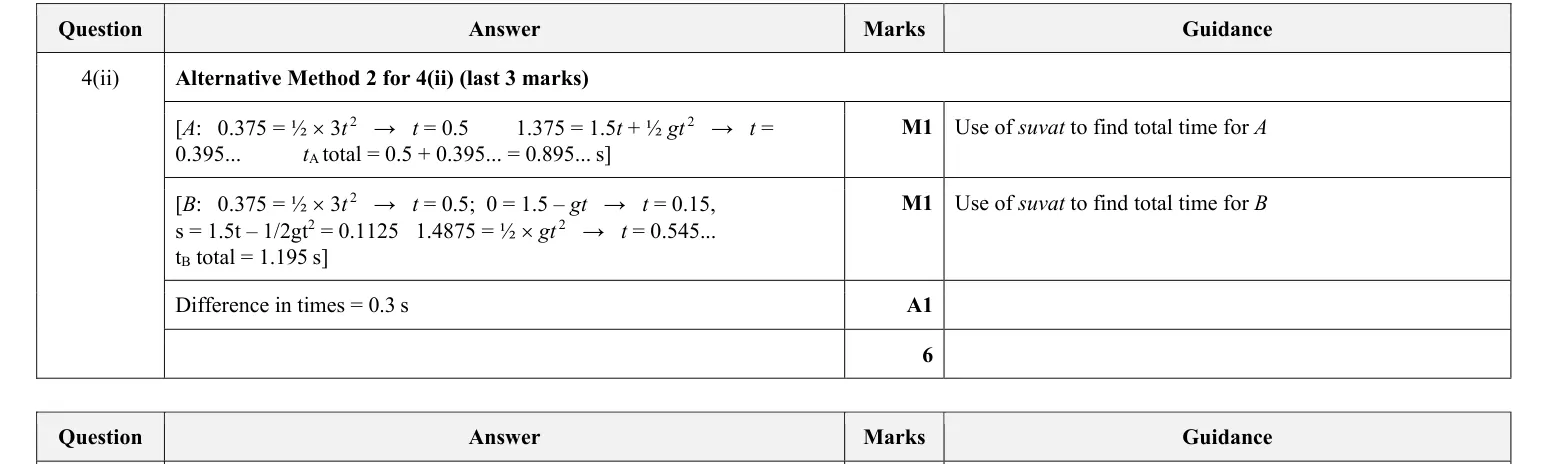 Question Answer Marks Guidance
4(ii) Alternative Method 2 for 4(ii) (last 3 marks)
[A: 0.375 = ½ × 3t² → t = 0.5 1.375 = 1.5t + ½ gt² → t = M1 Use of suvat to find total time for A
0.395... tA total = 0.5 + 0.395... = 0.895... s]
[B: 0.375 = ½ × 3t² → t = 0.5; 0 = 1.5 – gt → t = 0.15, M1 Use of suvat to find total time for B
s = 1.5t – 1/2gt² = 0.1125 1.4875 = ½ × gt² → t = 0.545...
tB total = 1.195 s]
Difference in times = 0.3 s A1
6
Question Answer Marks Guidance